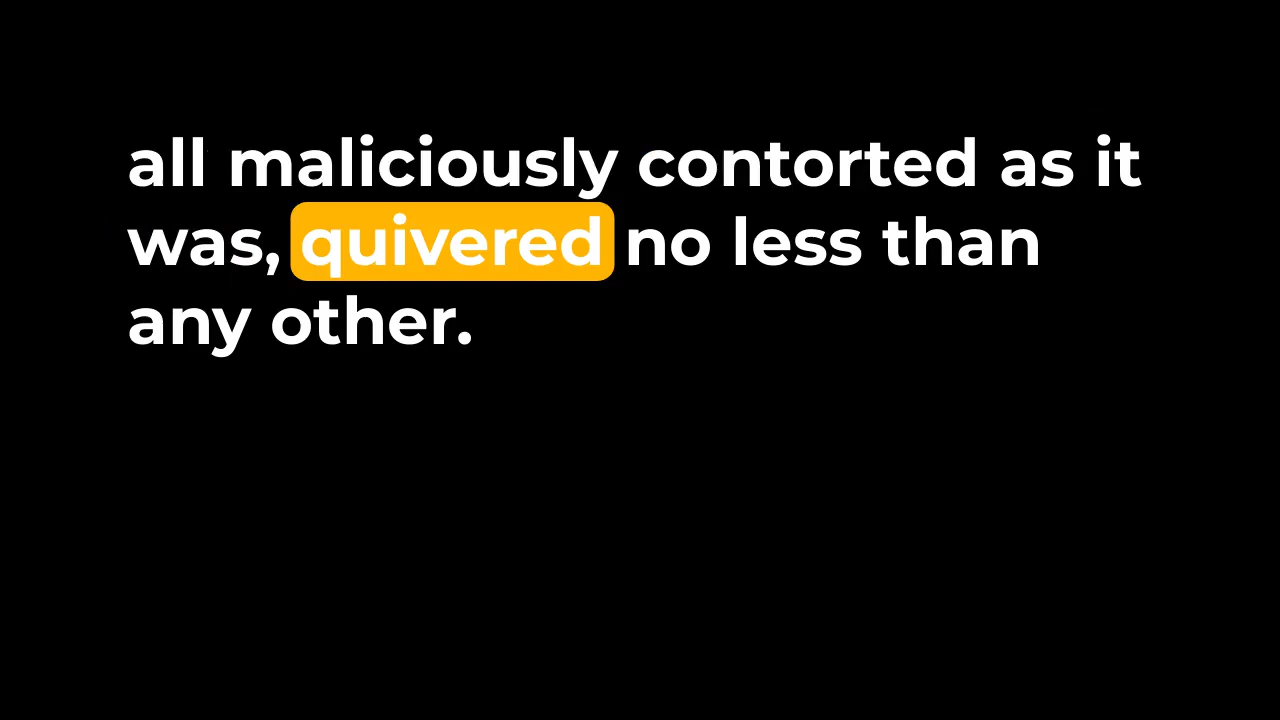 all maliciously contorted as it
was, quivered no less than
any other.